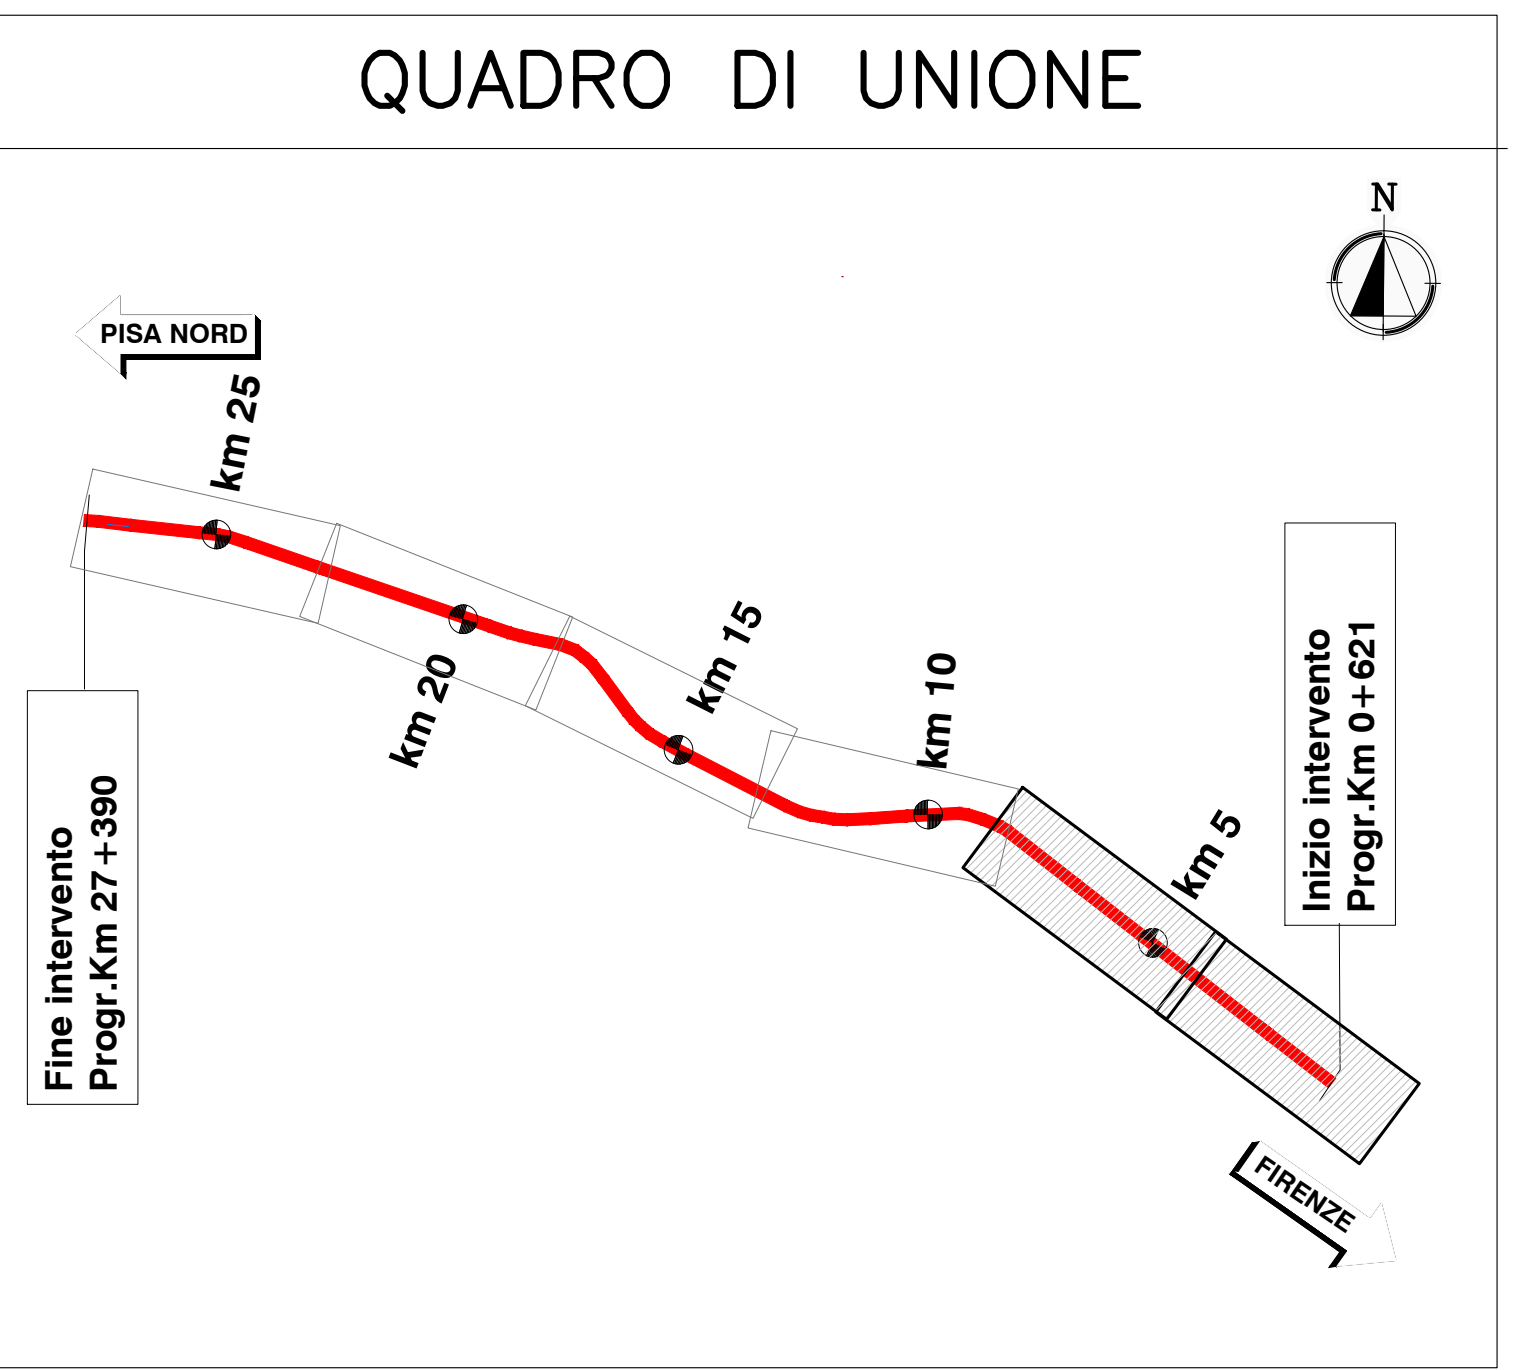 QUADRO DI UNIONE
N
PISA NORD
km 25
km 20
km 15
km 10
km 5
Inizio intervento
Progr.Km 0+621
Fine intervento
Progr.Km 27+390
FIRENZE